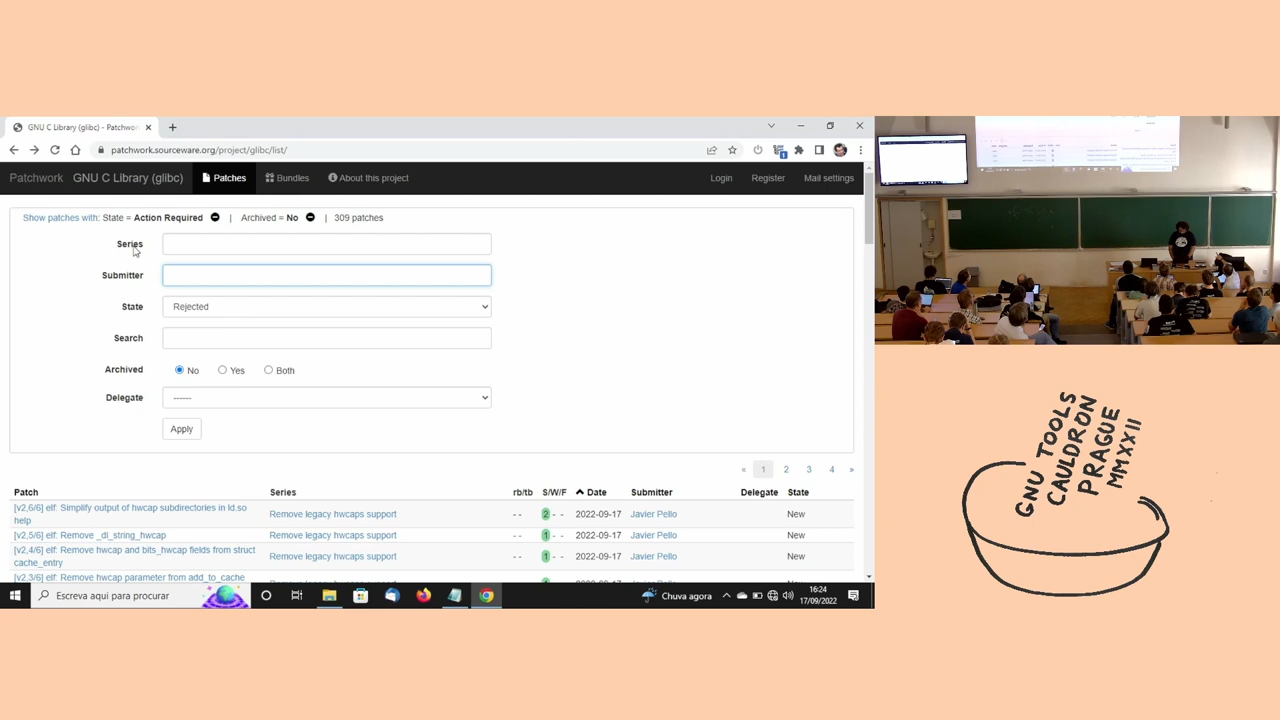 GNU C Library (glibc) - Patchwor
patchwork.sourceware.org/project/glibc/list/
Patchwork GNU C Library (glibc) Patches Bundles About this project Login Register Mail settings
Show patches with: State = Action Required | Archived = No | 309 patches
Series
Submitter
State Rejected
Search
Archived No Yes Both
Delegate ------
Apply
« 1 2 3 4 »
Patch Series rb/tb S/W/F Date Submitter Delegate State
[v2,6/6] elf: Simplify output of hwcap subdirectories in ld.so help Remove legacy hwcaps support - - 2 - - 2022-09-17 Javier Pello New
[v2,5/6] elf: Remove _dl_string_hwcap Remove legacy hwcaps support - - 1 - - 2022-09-17 Javier Pello New
[v2,4/6] elf: Remove hwcap and bits_hwcap fields from struct cache_entry Remove legacy hwcaps support - - 1 - - 2022-09-17 Javier Pello New
[v2,3/6] elf: Remove hwcap parameter from add_to_cache
Escreve aqui para procurar
Chuva agora
16:24
17/09/2022
GNU TOOLS
CAULDRON
PRAGUE
MMXXII